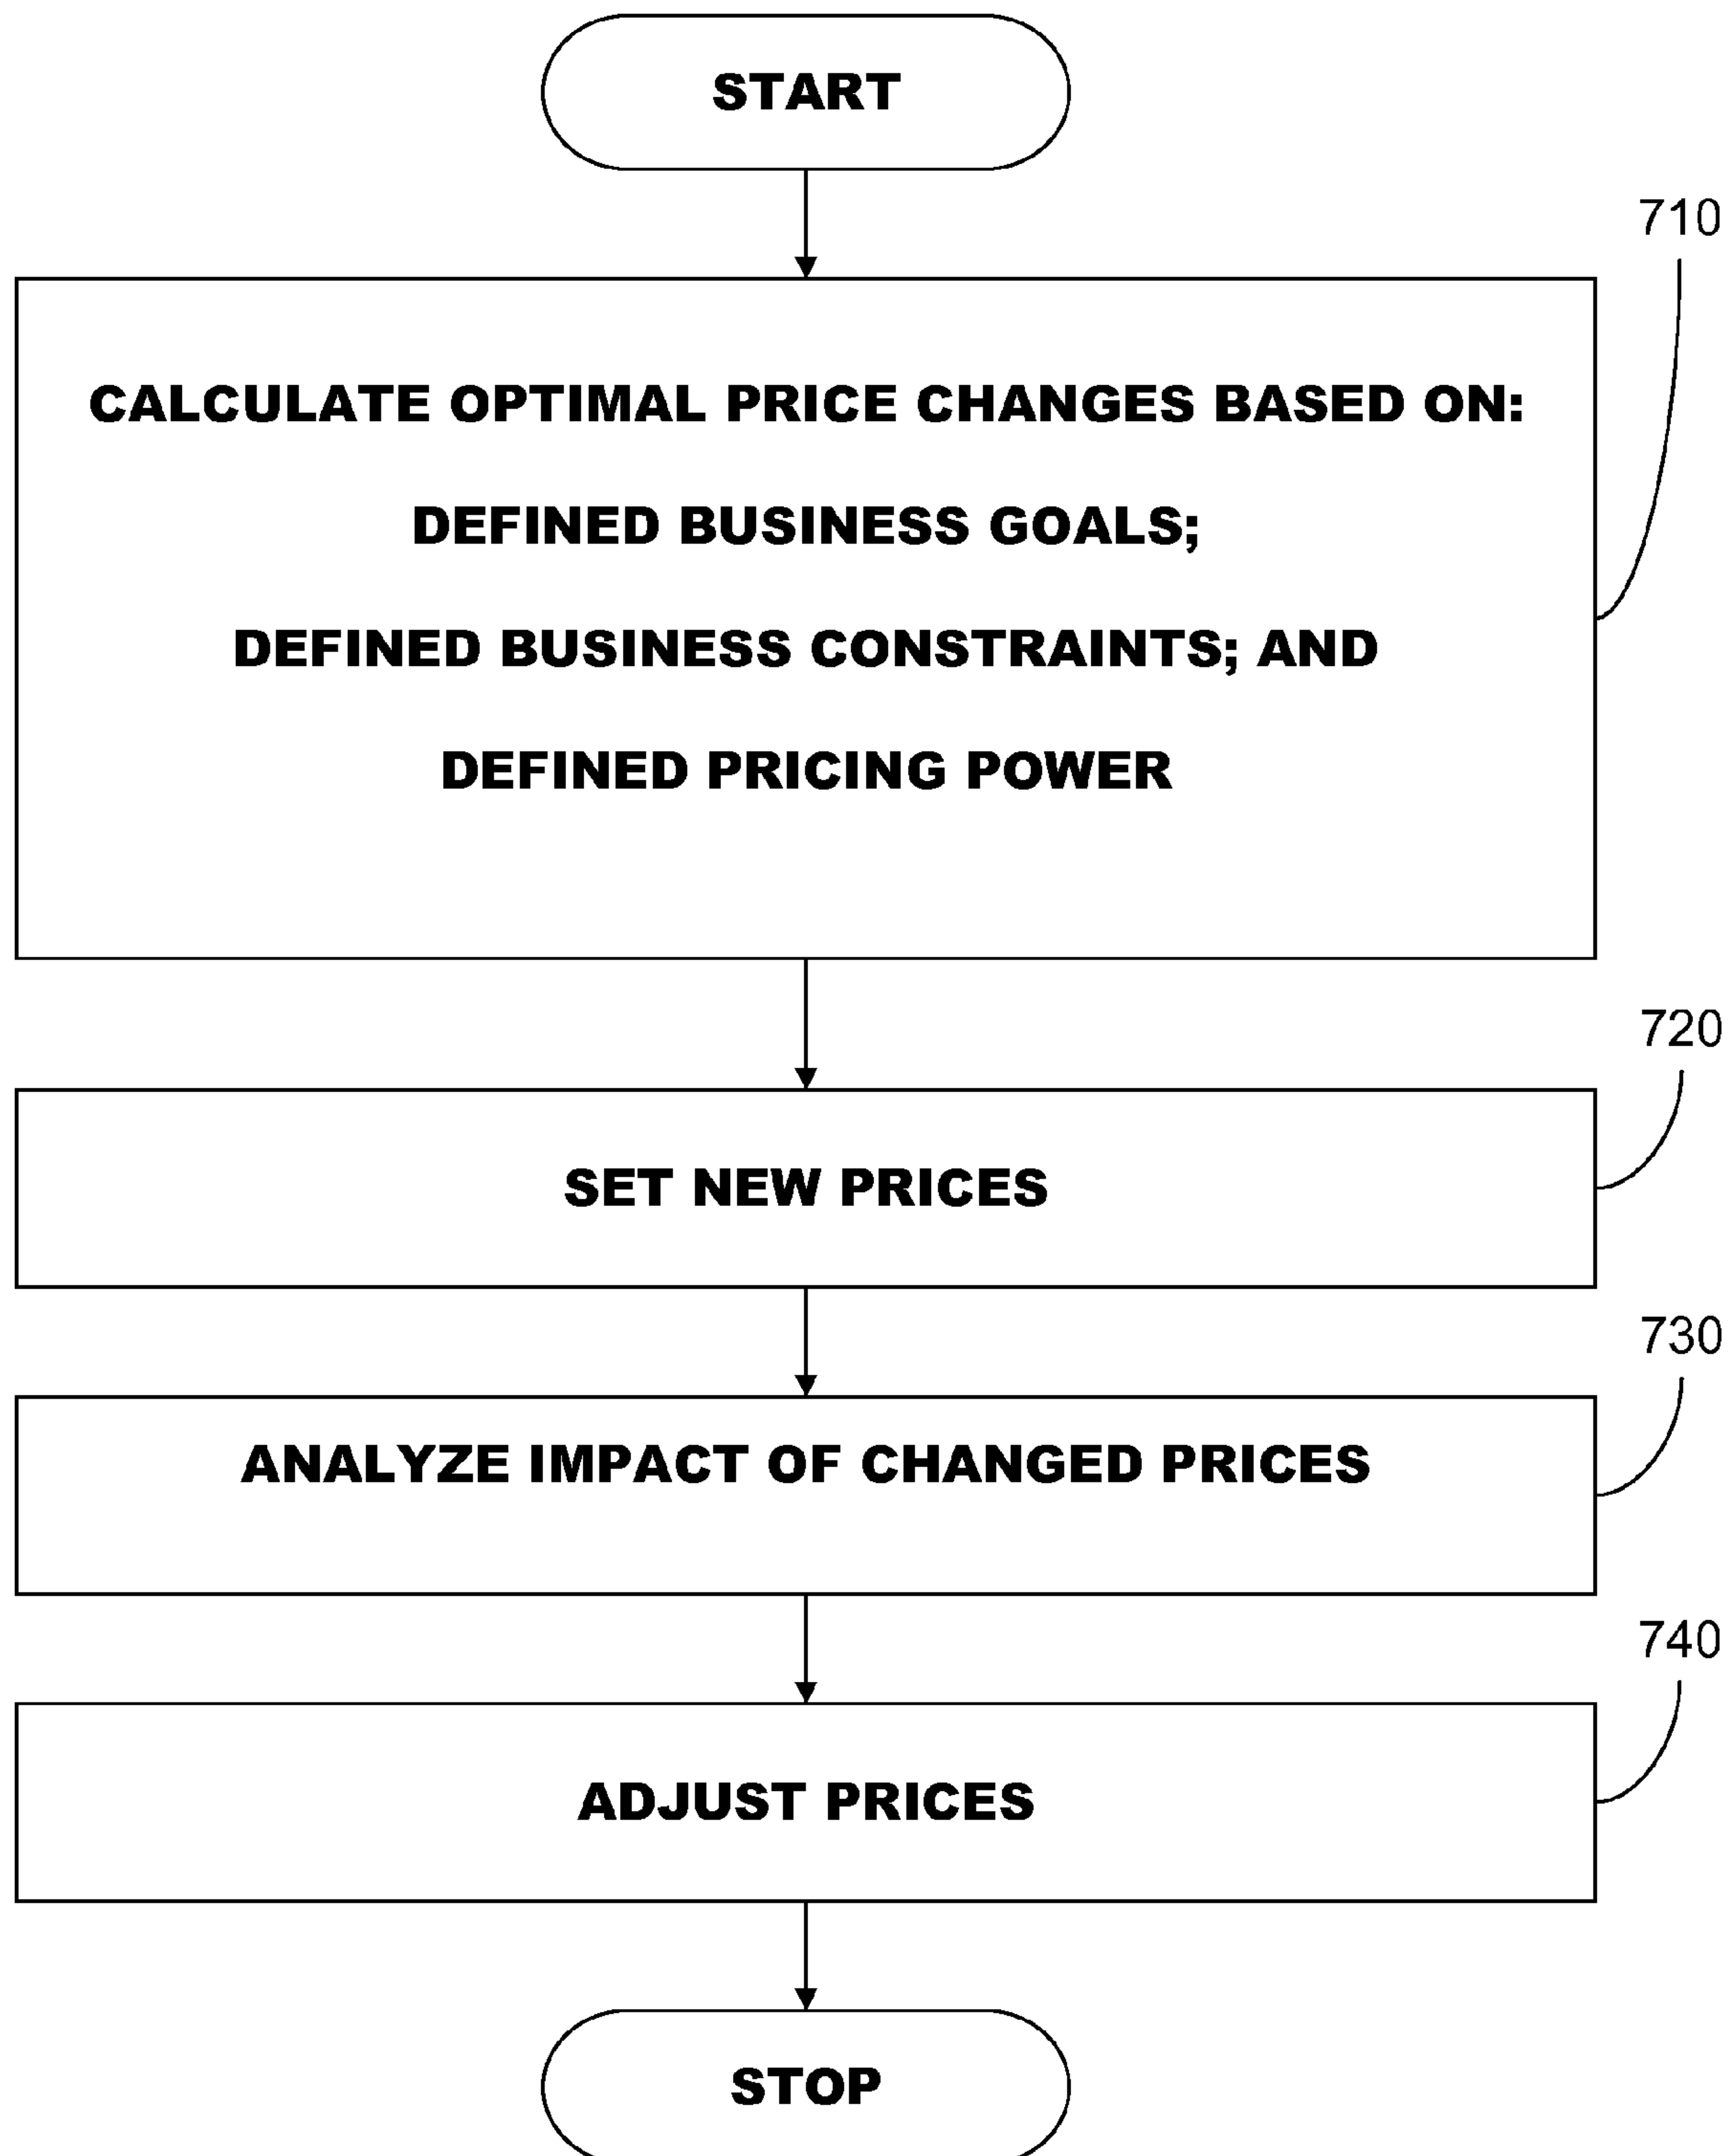 START
710
CALCULATE OPTIMAL PRICE CHANGES BASED ON:
DEFINED BUSINESS GOALS;
DEFINED BUSINESS CONSTRAINTS; AND
DEFINED PRICING POWER
720
SET NEW PRICES
730
ANALYZE IMPACT OF CHANGED PRICES
740
ADJUST PRICES
STOP